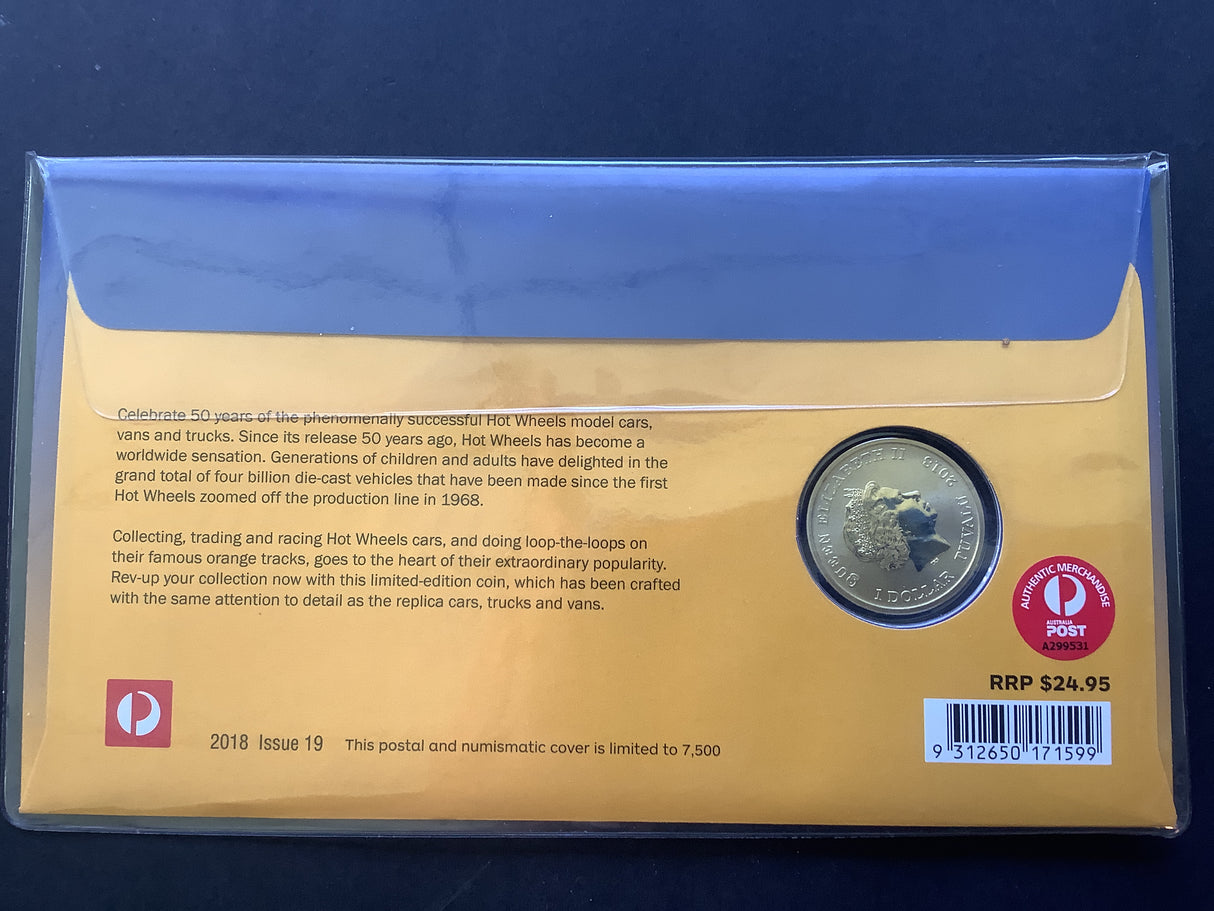 Celebrate 50 years of the phenomenally successful Hot Wheels model cars,
vans and trucks. Since its release 50 years ago, Hot Wheels has become a
worldwide sensation. Generations of children and adults have delighted in the
grand total of four billion die-cast vehicles that have been made since the first
Hot Wheels zoomed off the production line in 1968.
Collecting, trading and racing Hot Wheels cars, and doing loop-the-loops on
their famous orange tracks, goes to the heart of their extraordinary popularity.
Rev-up your collection now with this limited-edition coin, which has been crafted
with the same attention to detail as the replica cars, trucks and vans.
QUEEN ELIZABETH II TUVALU 2018
1 DOLLAR
AUTHENTIC MERCHANDISE
AUSTRALIA
POST
A299531
RRP $24.95
9 312650 171599
2018 Issue 19 This postal and numismatic cover is limited to 7,500